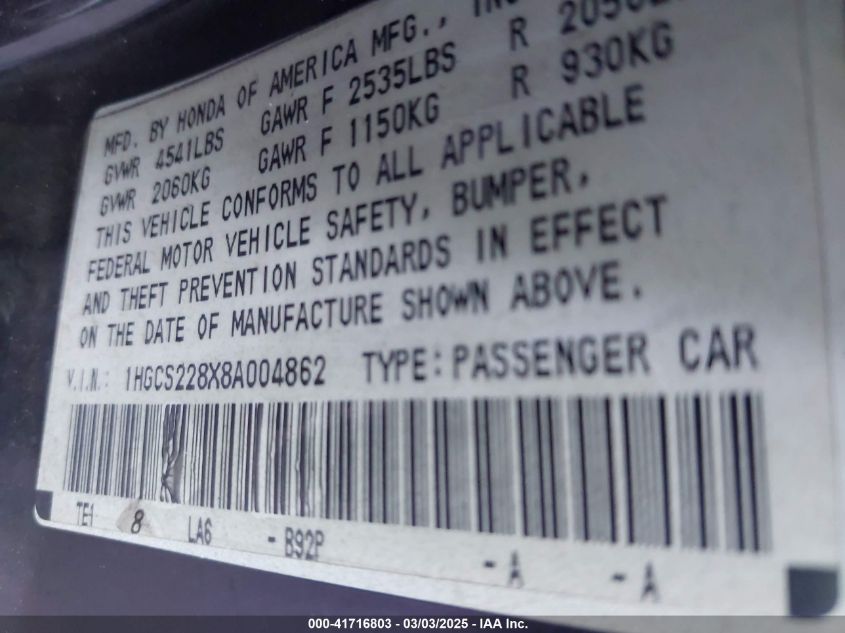 MFD. BY HONDA OF AMERICA MFG., INC
GVWR 4541LBS GAWR F 2535LBS R
GVWR 2060KG GAWR F 1150KG R 930KG
THIS VEHICLE CONFORMS TO ALL APPLICABLE
FEDERAL MOTOR VEHICLE SAFETY, BUMPER,
AND THEFT PREVENTION STANDARDS IN EFFECT
ON THE DATE OF MANUFACTURE SHOWN ABOVE.
V.I.N.: 1HGCS228X8A004862 TYPE:PASSENGER CAR
TE1 8 LA6 - B92P - A - A
000-41716803 - 03/03/2025 - IAA Inc.